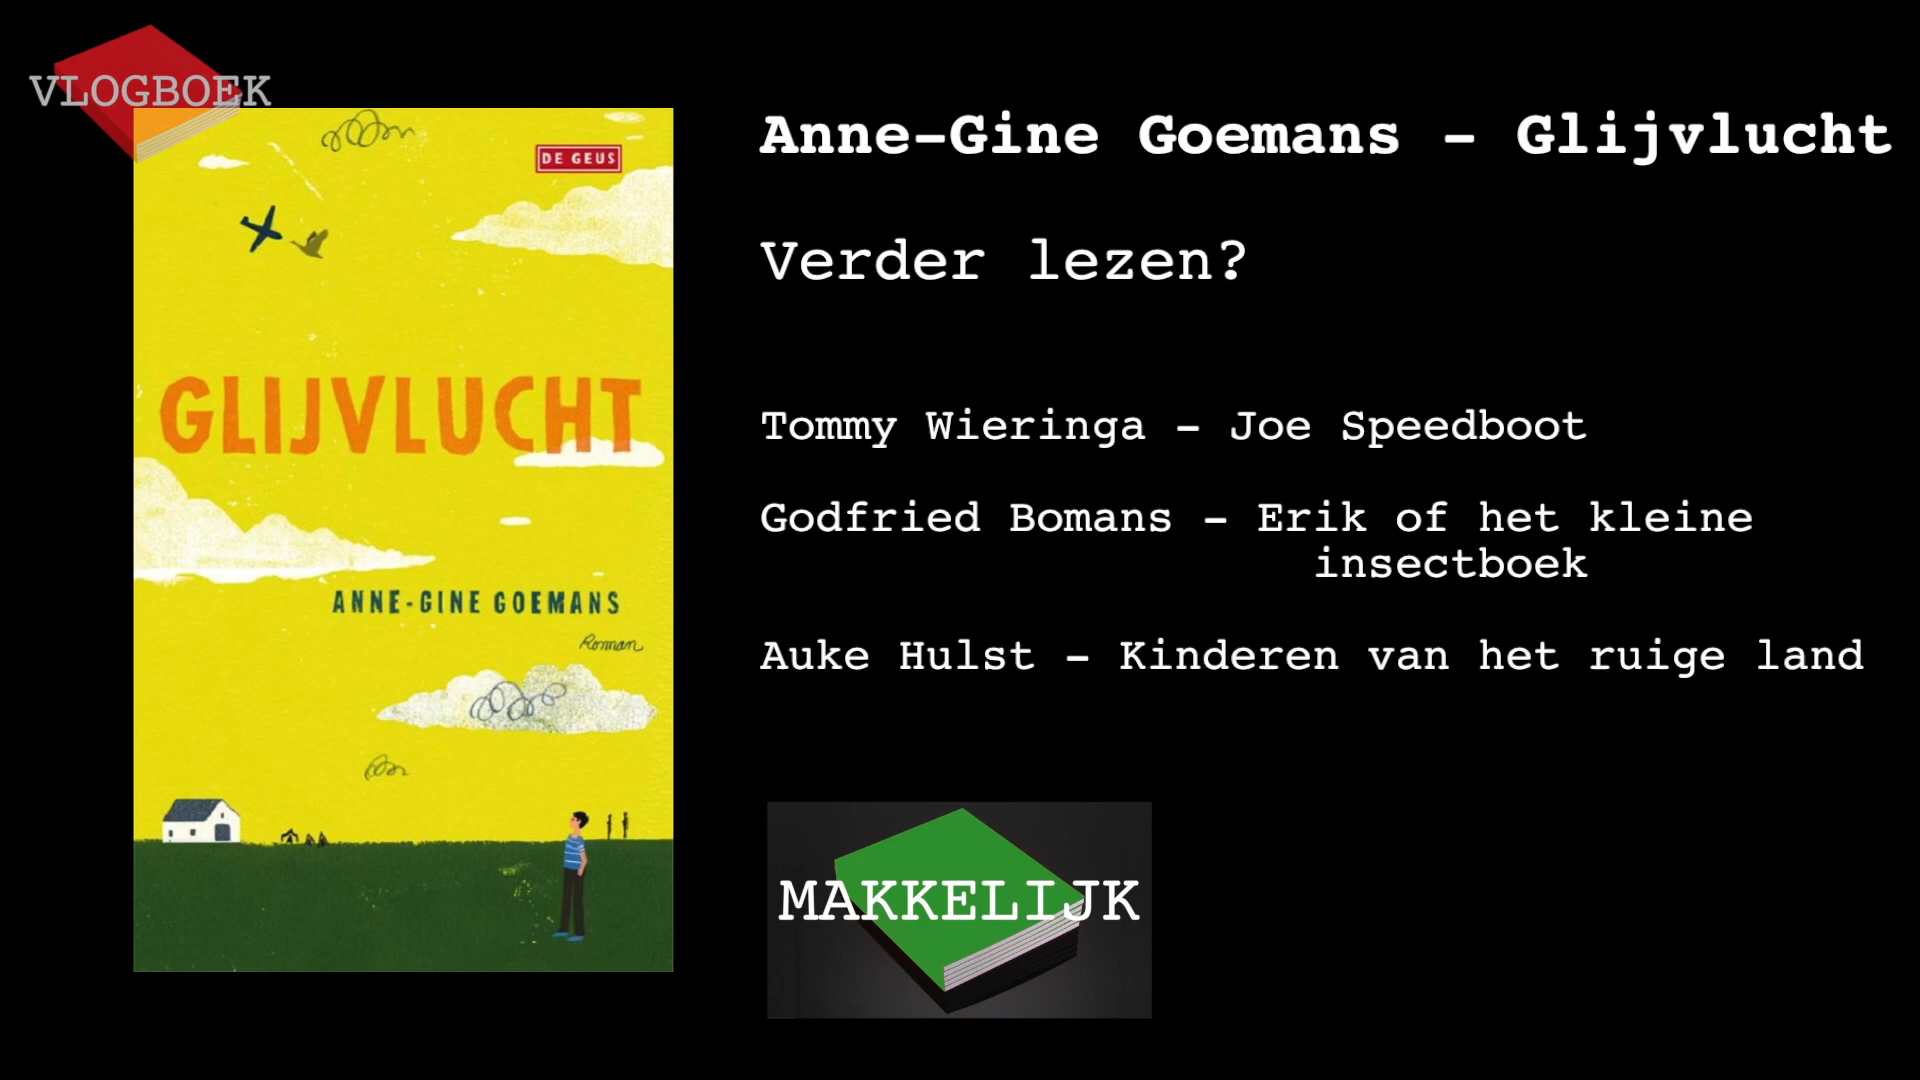 VLOGBOEK
DE GEUS
GLIJVLUCHT
ANNE-GINE GOEMANS
Roman
Anne-Gine Goemans - Glijvlucht
Verder lezen?
Tommy Wieringa - Joe Speedboot
Godfried Bomans - Erik of het kleine
insectboek
Auke Hulst - Kinderen van het ruige land
MAKKELIJK